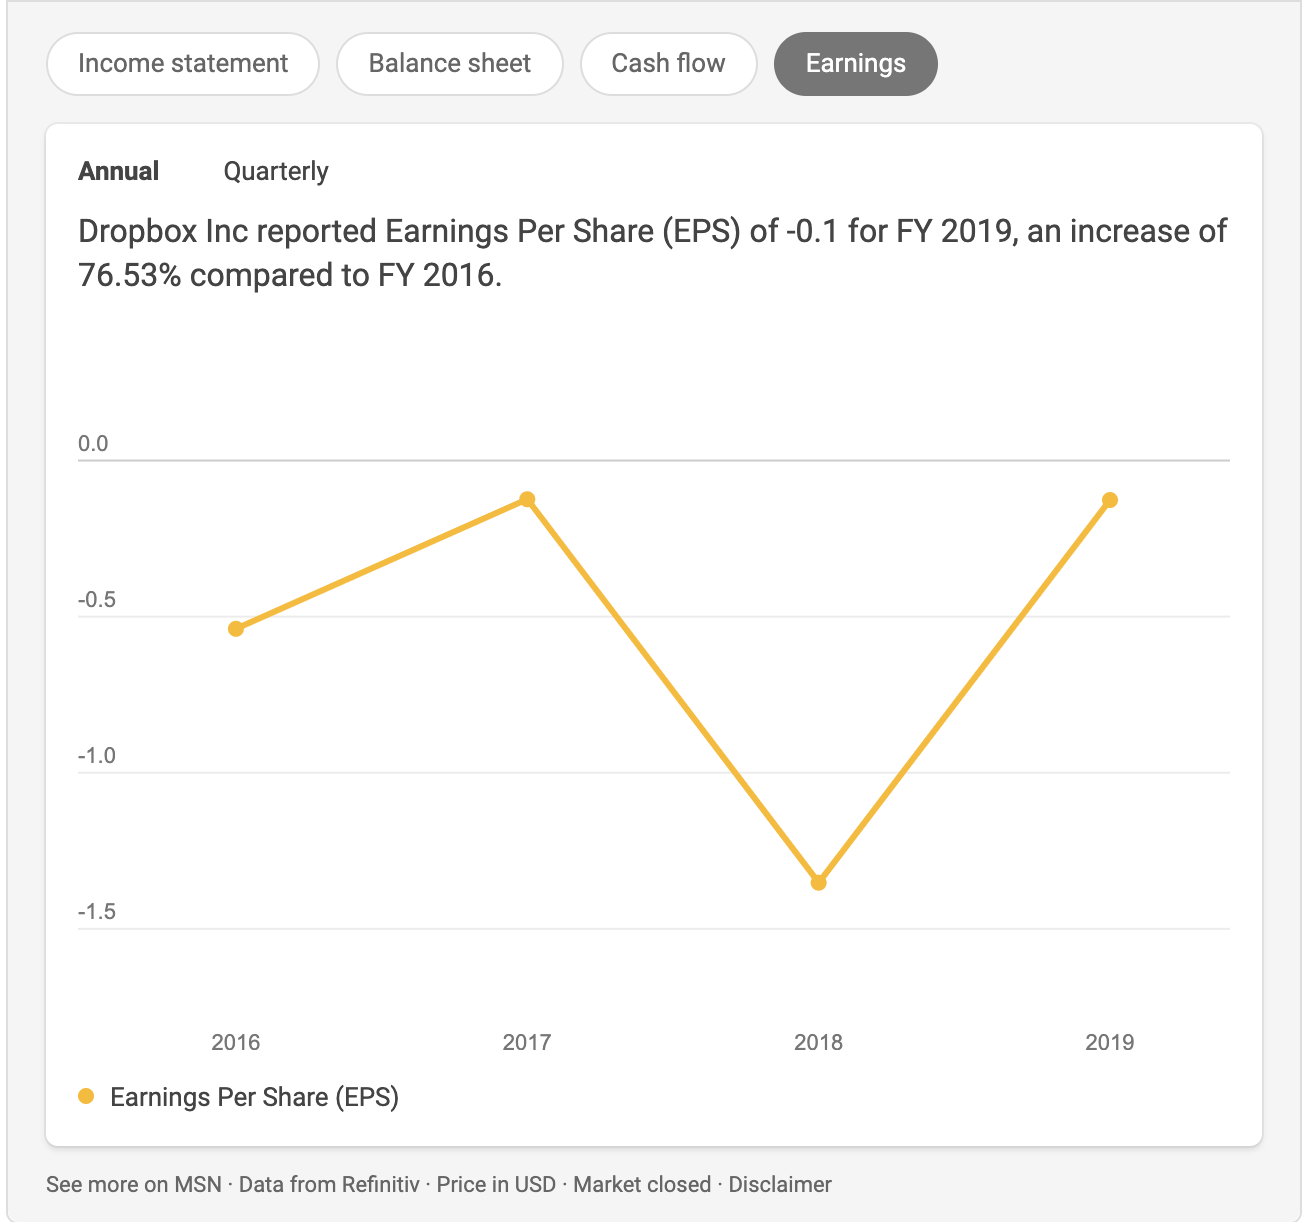 Income statement
Balance sheet
Cash flow
Earnings
Annual
Quarterly
Dropbox Inc reported Earnings Per Share (EPS) of -0.1 for FY 2019, an increase of
76.53% compared to FY 2016.
0.0
-0.5
-1.0
-1.5
2016
2017
2018
2019
Earnings Per Share (EPS)
See more on MSN · Data from Refinitiv · Price in USD · Market closed · Disclaimer